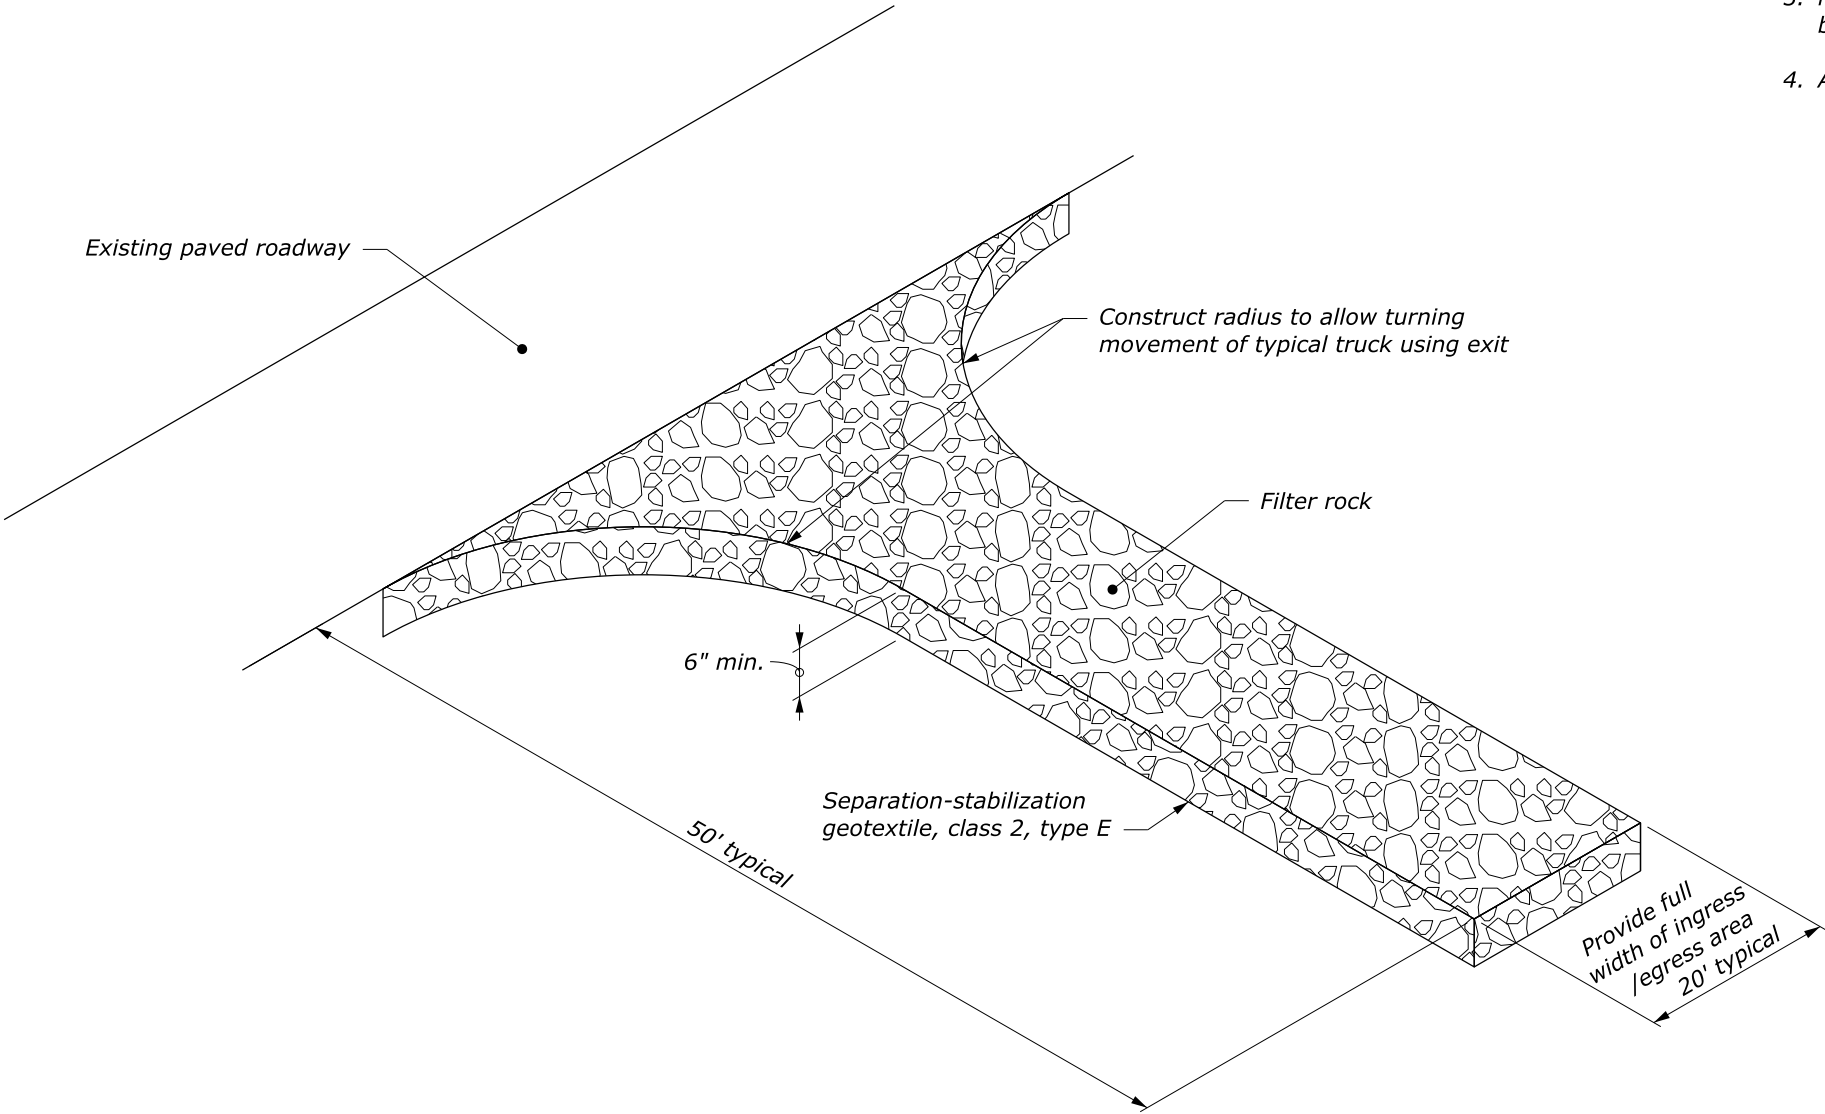 4.
Existing paved roadway
Construct radius to allow turning
movement of typical truck using exit
Filter rock
6" min.
Separation-stabilization
geotextile, class 2, type E
50' typical
Provide full
width of ingress
/egress area
20' typical